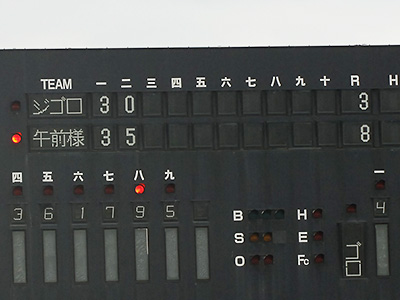 TEAM 一 二 三 四 五 六 七 八 九 十 R H
ジゴロ 3 0 3
午前様 3 5 8
四 五 六 七 八 九 一
3 6 1 7 9 5 4
B H
S E
O Fc
ゴロ